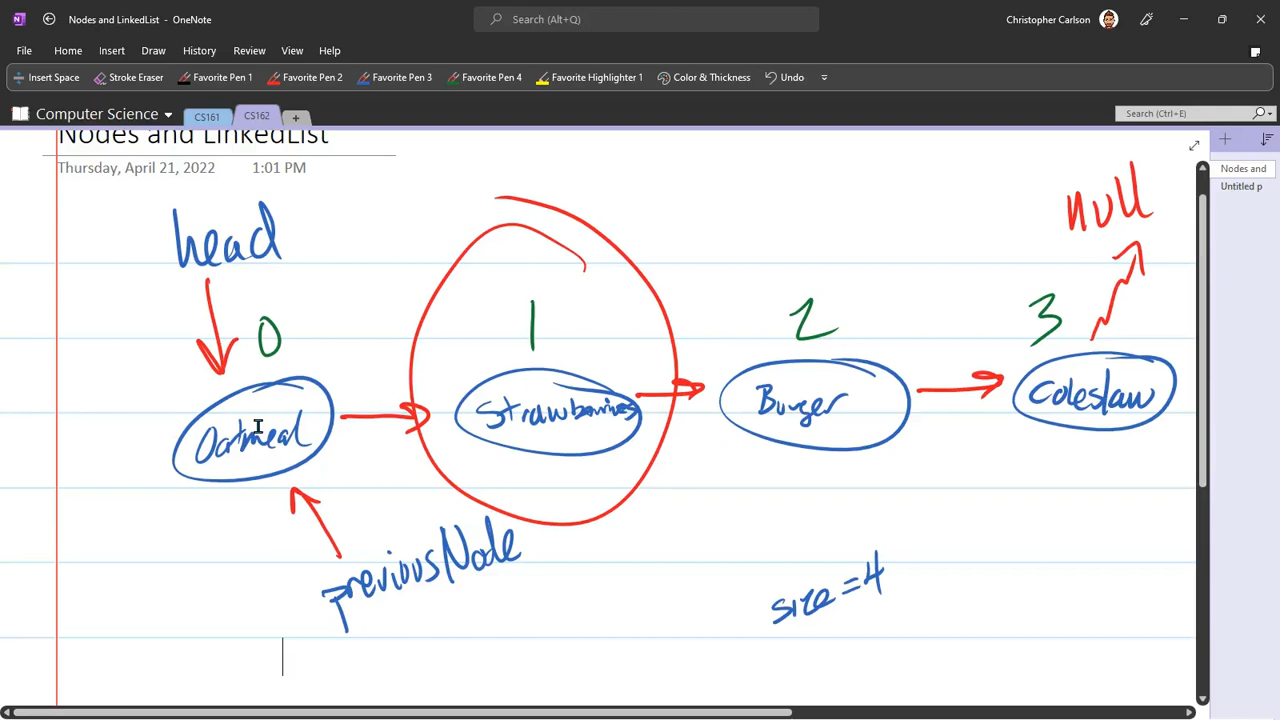 Nodes and LinkedList - OneNote
Search (Alt+Q)
Christopher Carlson
File Home Insert Draw History Review View Help
Insert Space Stroke Eraser Favorite Pen 1 Favorite Pen 2 Favorite Pen 3 Favorite Pen 4 Favorite Highlighter 1 Color & Thickness Undo
Computer Science CS161 CS162 +
Search (Ctrl+E)
Nodes and LinkedList
Thursday, April 21, 2022 1:01 PM
Nodes and
Untitled p
null
head
0 1 2 3
Oatmeal Strawberries Burger Coleslaw
previousNode
size=4